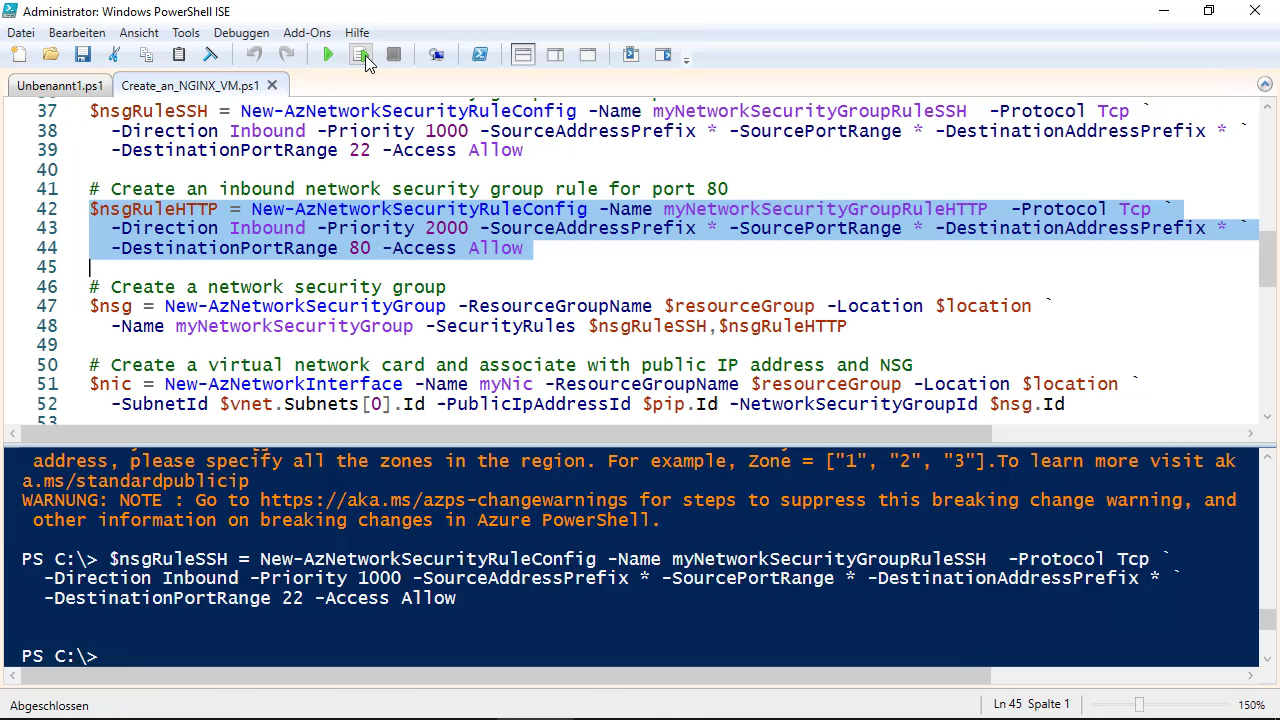 Administrator: Windows PowerShell ISE
Datei Bearbeiten Ansicht Tools Debuggen Add-Ons Hilfe
Unbenannt1.ps1 Create_an_NGINX_VM.ps1
37 $nsgRuleSSH = New-AzNetworkSecurityRuleConfig -Name myNetworkSecurityGroupRuleSSH  -Protocol Tcp `
38   -Direction Inbound -Priority 1000 -SourceAddressPrefix * -SourcePortRange * -DestinationAddressPrefix * `
39   -DestinationPortRange 22 -Access Allow
40
41 # Create an inbound network security group rule for port 80
42 $nsgRuleHTTP = New-AzNetworkSecurityRuleConfig -Name myNetworkSecurityGroupRuleHTTP  -Protocol Tcp `
43   -Direction Inbound -Priority 2000 -SourceAddressPrefix * -SourcePortRange * -DestinationAddressPrefix * `
44   -DestinationPortRange 80 -Access Allow
45
46 # Create a network security group
47 $nsg = New-AzNetworkSecurityGroup -ResourceGroupName $resourceGroup -Location $location `
48   -Name myNetworkSecurityGroup -SecurityRules $nsgRuleSSH,$nsgRuleHTTP
49
50 # Create a virtual network card and associate with public IP address and NSG
51 $nic = New-AzNetworkInterface -Name myNic -ResourceGroupName $resourceGroup -Location $location `
52   -SubnetId $vnet.Subnets[0].Id -PublicIpAddressId $pip.Id -NetworkSecurityGroupId $nsg.Id
53
address, please specify all the zones in the region. For example, Zone = ["1", "2", "3"].To learn more visit ak
a.ms/standardpublicip
WARNUNG: NOTE : Go to https://aka.ms/azps-changewarnings for steps to suppress this breaking change warning, and
other information on breaking changes in Azure PowerShell.
PS C:\> $nsgRuleSSH = New-AzNetworkSecurityRuleConfig -Name myNetworkSecurityGroupRuleSSH  -Protocol Tcp `
  -Direction Inbound -Priority 1000 -SourceAddressPrefix * -SourcePortRange * -DestinationAddressPrefix * `
  -DestinationPortRange 22 -Access Allow
PS C:\>
Abgeschlossen Ln 45 Spalte 1 150%